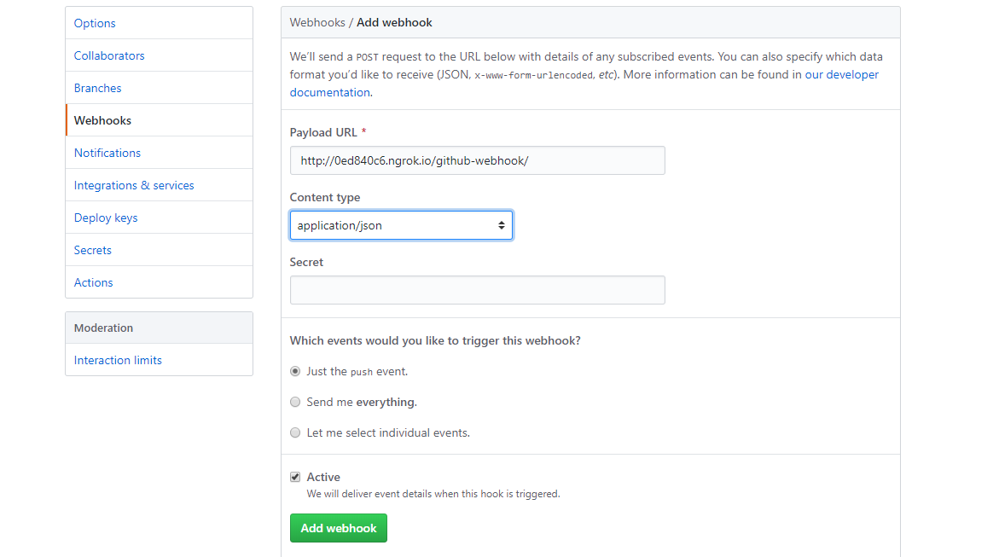 Options
Collaborators
Branches
Webhooks
Notifications
Integrations & services
Deploy keys
Secrets
Actions
Moderation
Interaction limits
Webhooks / Add webhook
We’ll send a POST request to the URL below with details of any subscribed events. You can also specify which data
format you’d like to receive (JSON, x-www-form-urlencoded, etc). More information can be found in our developer
documentation.
Payload URL *
http://0ed840c6.ngrok.io/github-webhook/
Content type
application/json
Secret
Which events would you like to trigger this webhook?
Just the push event.
Send me everything.
Let me select individual events.
Active
We will deliver event details when this hook is triggered.
Add webhook